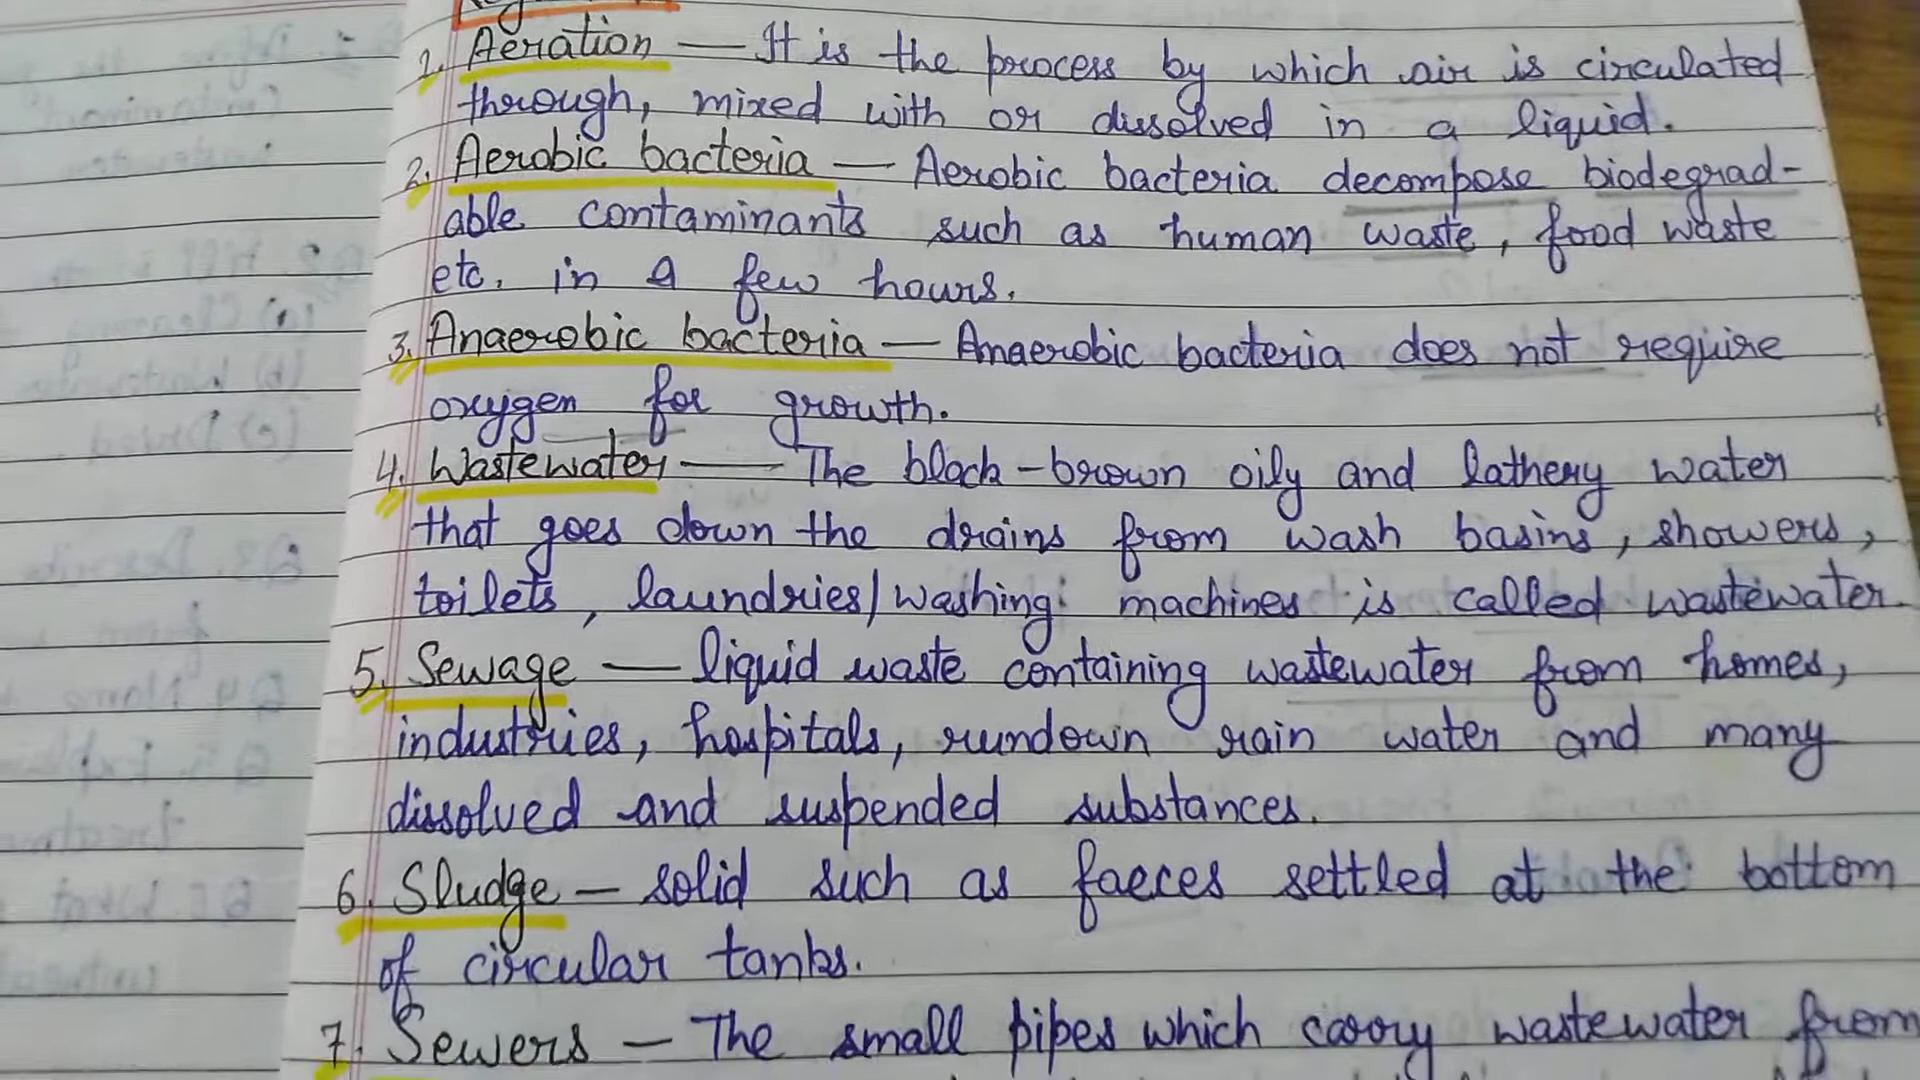 1. Aeration — It is the process by which air is circulated
through, mixed with or dissolved in a liquid.
2. Aerobic bacteria — Aerobic bacteria decompose biodegrad-
able contaminants such as human waste, food waste
etc. in a few hours.
3. Anaerobic bacteria — Anaerobic bacteria does not require
oxygen for growth.
4. Wastewater — The black-brown oily and lathery water
that goes down the drains from wash basins, showers,
toilets, laundries/washing machines is called wastewater.
5. Sewage — liquid waste containing wastewater from homes,
industries, hospitals, rundown rain water and many
dissolved and suspended substances.
6. Sludge — solid such as faeces settled at the bottom
of circular tanks.
7. Sewers — The small pipes which carry wastewater from